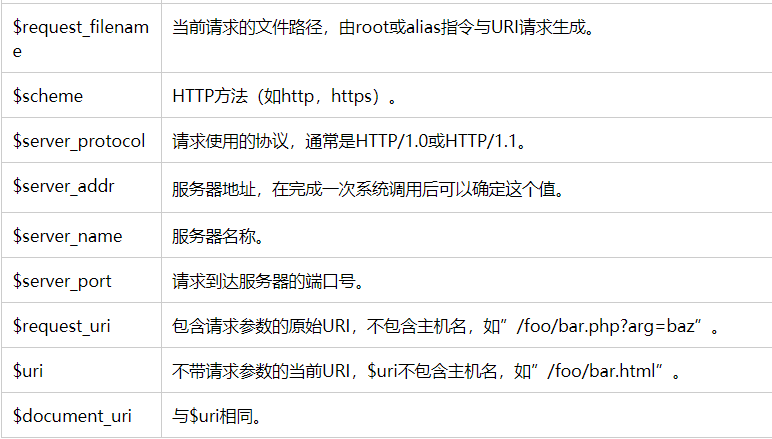 $request_filenam
e
当前请求的文件路径，由root或alias指令与URI请求生成。
$scheme
HTTP方法（如http，https）。
$server_protocol
请求使用的协议，通常是HTTP/1.0或HTTP/1.1。
$server_addr
服务器地址，在完成一次系统调用后可以确定这个值。
$server_name
服务器名称。
$server_port
请求到达服务器的端口号。
$request_uri
包含请求参数的原始URI，不包含主机名，如”/foo/bar.php?arg=baz”。
$uri
不带请求参数的当前URI，$uri不包含主机名，如”/foo/bar.html”。
$document_uri
与$uri相同。